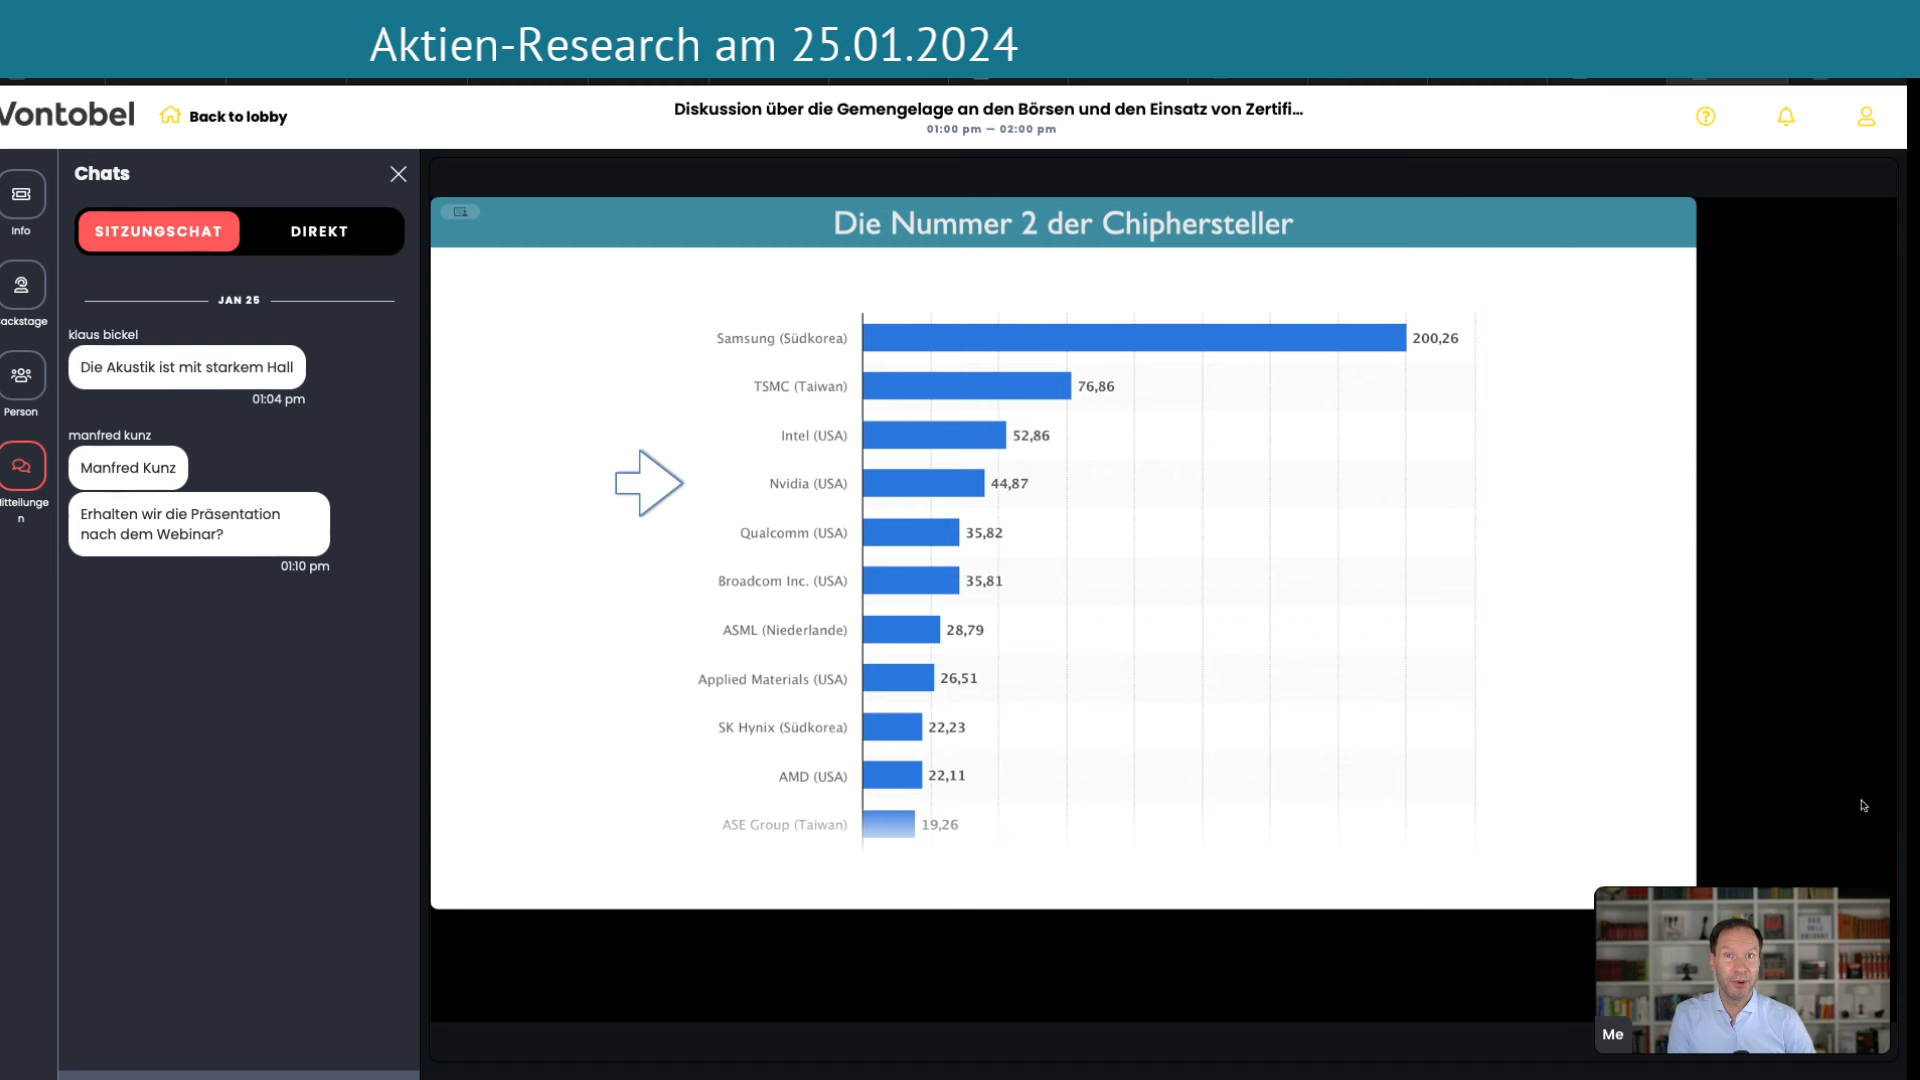 Aktien-Research am 25.01.2024
Vontobel
Back to lobby
Diskussion über die Gemengelage an den Börsen und den Einsatz von Zertifi...
01:00 pm — 02:00 pm
Chats
SITZUNGSCHAT
DIREKT
Info
Backstage
Person
Mitteilunge
n
JAN 25
klaus bickel
Die Akustik ist mit starkem Hall
01:04 pm
manfred kunz
Manfred Kunz
Erhalten wir die Präsentation
nach dem Webinar?
01:10 pm
Die Nummer 2 der Chiphersteller
Samsung (Südkorea) 200,26
TSMC (Taiwan) 76,86
Intel (USA) 52,86
Nvidia (USA) 44,87
Qualcomm (USA) 35,82
Broadcom Inc. (USA) 35,81
ASML (Niederlande) 28,79
Applied Materials (USA) 26,51
SK Hynix (Südkorea) 22,23
AMD (USA) 22,11
ASE Group (Taiwan) 19,26
Me